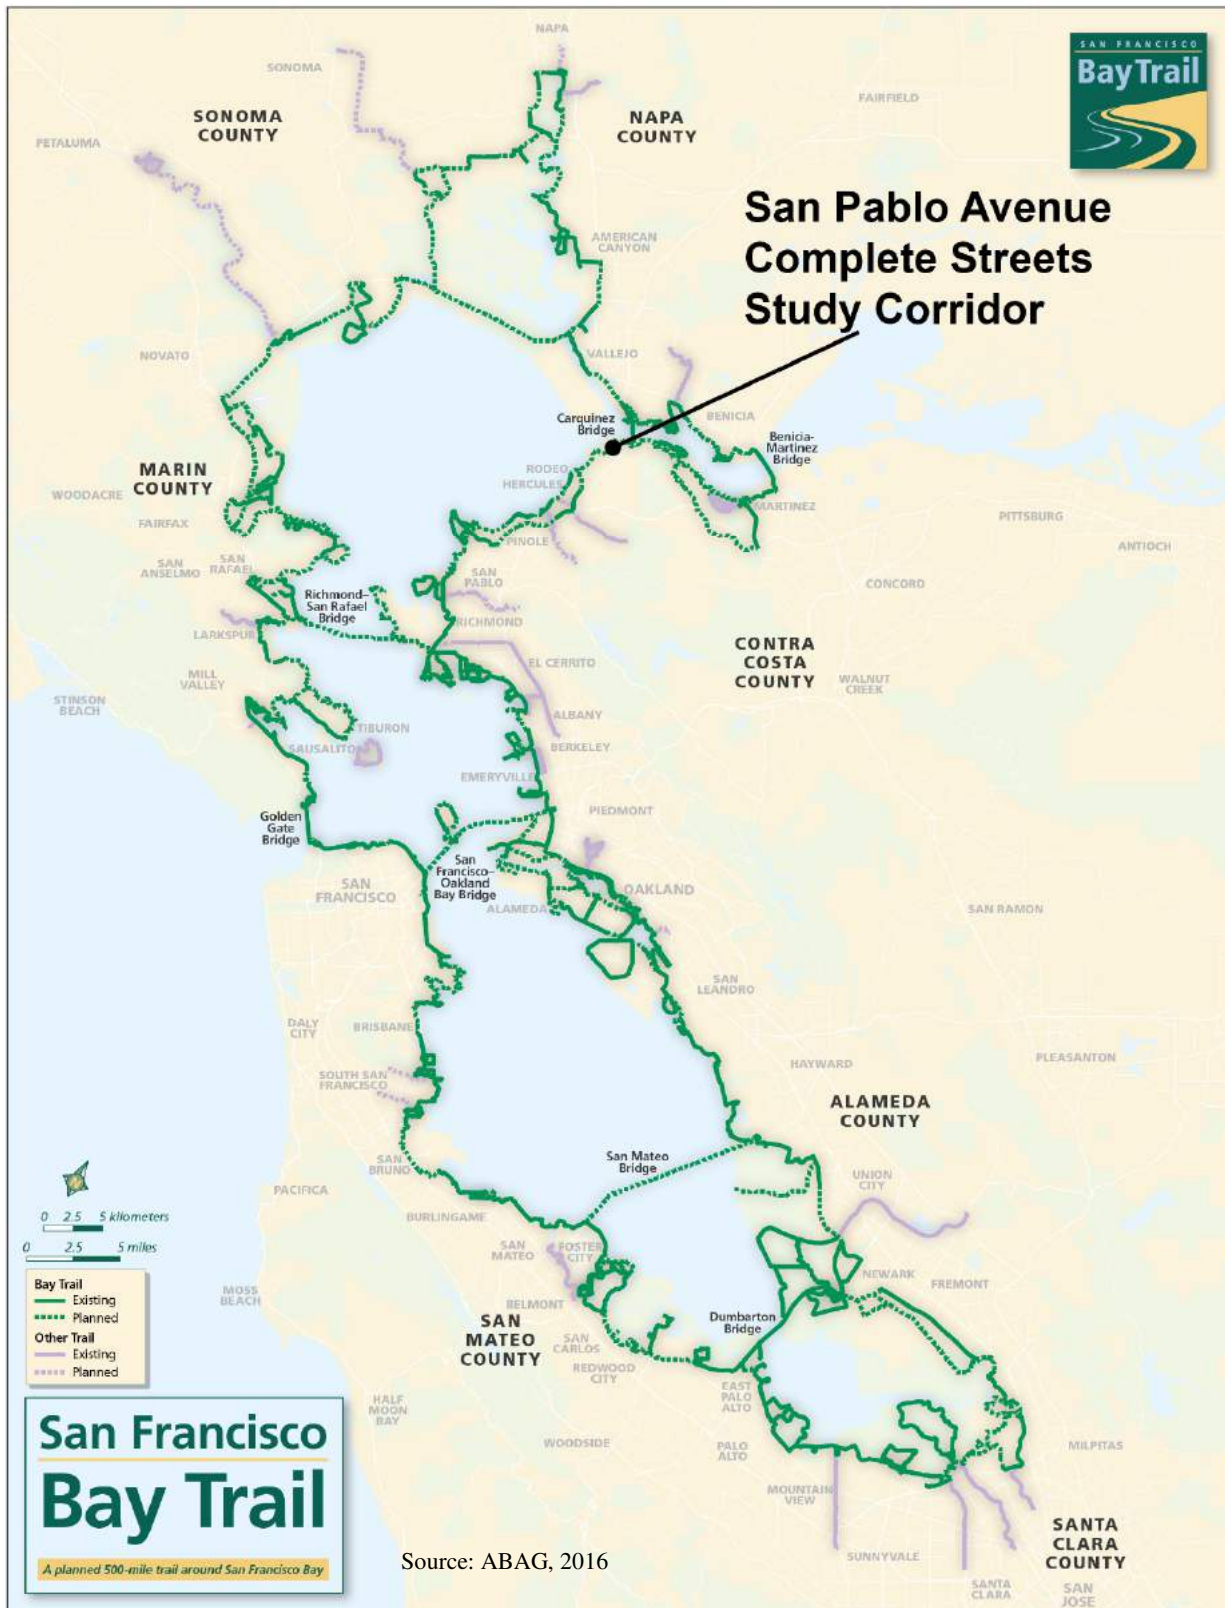 NAPA
SAN FRANCISCO
Bay Trail
SONOMA
FAIRFIELD
SONOMA
COUNTY
NAPA
COUNTY
PETALUMA
San Pablo Avenue
Complete Streets
Study Corridor
AMERICAN
CANYON
NOVATO
VALLEJO
BENICIA
Carquinez
Bridge
Benicia-
Martinez
Bridge
MARIN
COUNTY
RODEO
HERCULES
WOODACRE
MARTINEZ
PITTSBURG
FAIRFAX
PINOLE
ANTIOCH
SAN
ANSELMO
SAN
RAFAEL
SAN
PABLO
CONCORD
Richmond–
San Rafael
Bridge
RICHMOND
LARKSPUR
CONTRA
COSTA
COUNTY
EL CERRITO
MILL
VALLEY
WALNUT
CREEK
STINSON
BEACH
ALBANY
TIBURON
SAUSALITO
BERKELEY
EMERYVILLE
PIEDMONT
Golden
Gate
Bridge
San
Francisco–
Oakland
Bay Bridge
SAN
FRANCISCO
OAKLAND
ALAMEDA
SAN RAMON
SAN
LEANDRO
DALY
CITY
BRISBANE
PLEASANTON
HAYWARD
SOUTH SAN
FRANCISCO
ALAMEDA
COUNTY
San Mateo
Bridge
SAN
BRUNO
UNION
CITY
PACIFICA
BURLINGAME
0 2.5 5 kilometers
0 2.5 5 miles
SAN
MATEO
FOSTER
CITY
NEWARK
FREMONT
MOSS
BEACH
BELMONT
Dumbarton
Bridge
Bay Trail
Existing
Planned
Other Trail
Existing
Planned
SAN
MATEO
COUNTY
SAN
CARLOS
REDWOOD
CITY
EAST
PALO
ALTO
HALF
MOON
BAY
WOODSIDE
PALO
ALTO
MILPITAS
MOUNTAIN
VIEW
San Francisco
Bay Trail
A planned 500-mile trail around San Francisco Bay
SANTA
CLARA
COUNTY
Source: ABAG, 2016
SUNNYVALE
SANTA
CLARA
SAN
JOSE